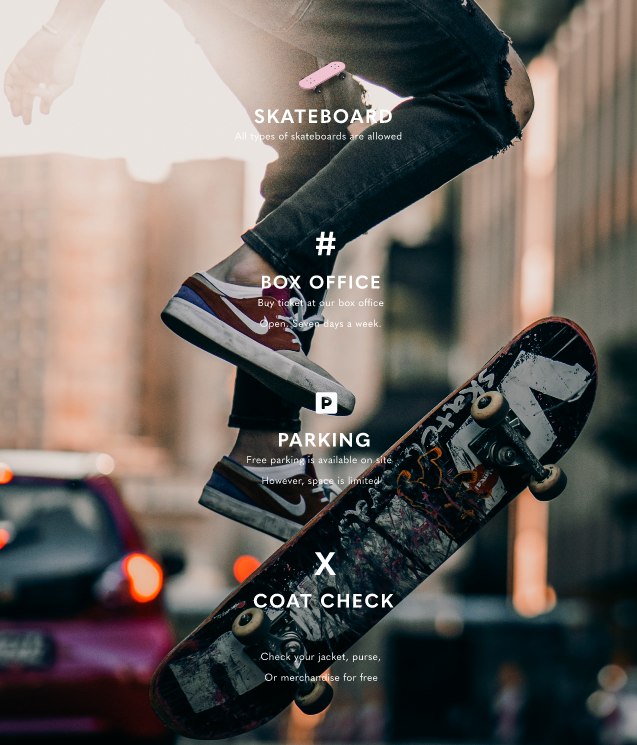 SKATEBOARD
All types of skateboards are allowed
#
BOX OFFICE
Buy ticket at our box office
Open. Seven days a week.
P
PARKING
Free parking is available on site
However, space is limited
X
COAT CHECK
Check your jacket, purse,
Or merchandise for free
skate